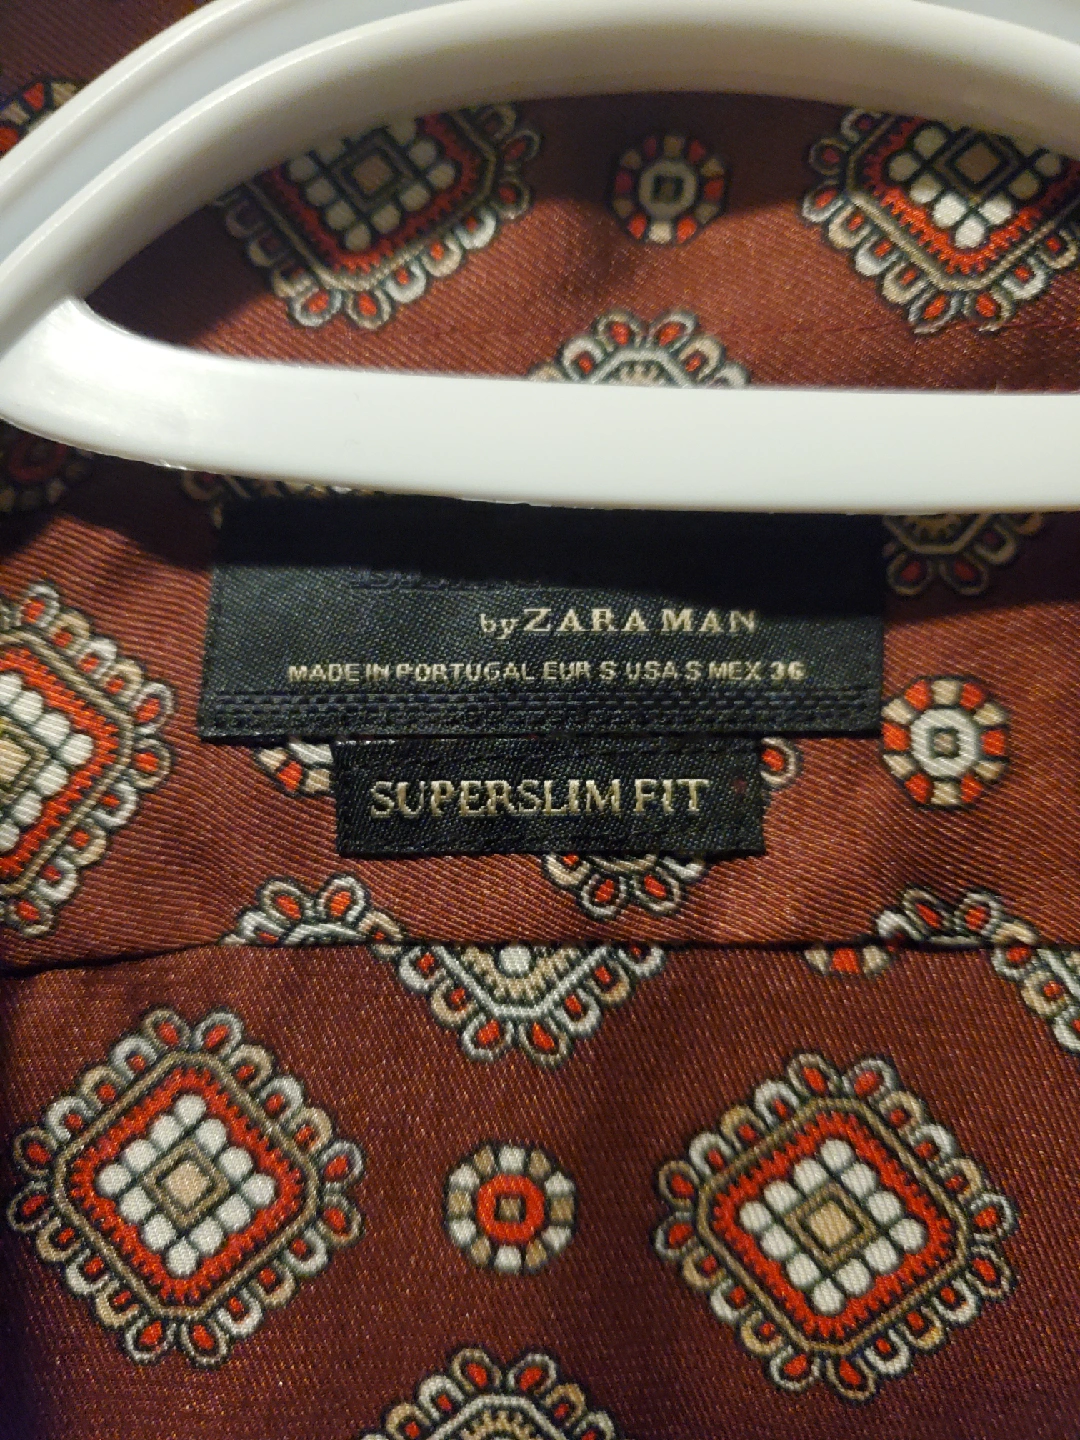 by ZARA MAN
MADE IN PORTUGAL EUR S USA S MEX 36
SUPERSLIM FIT